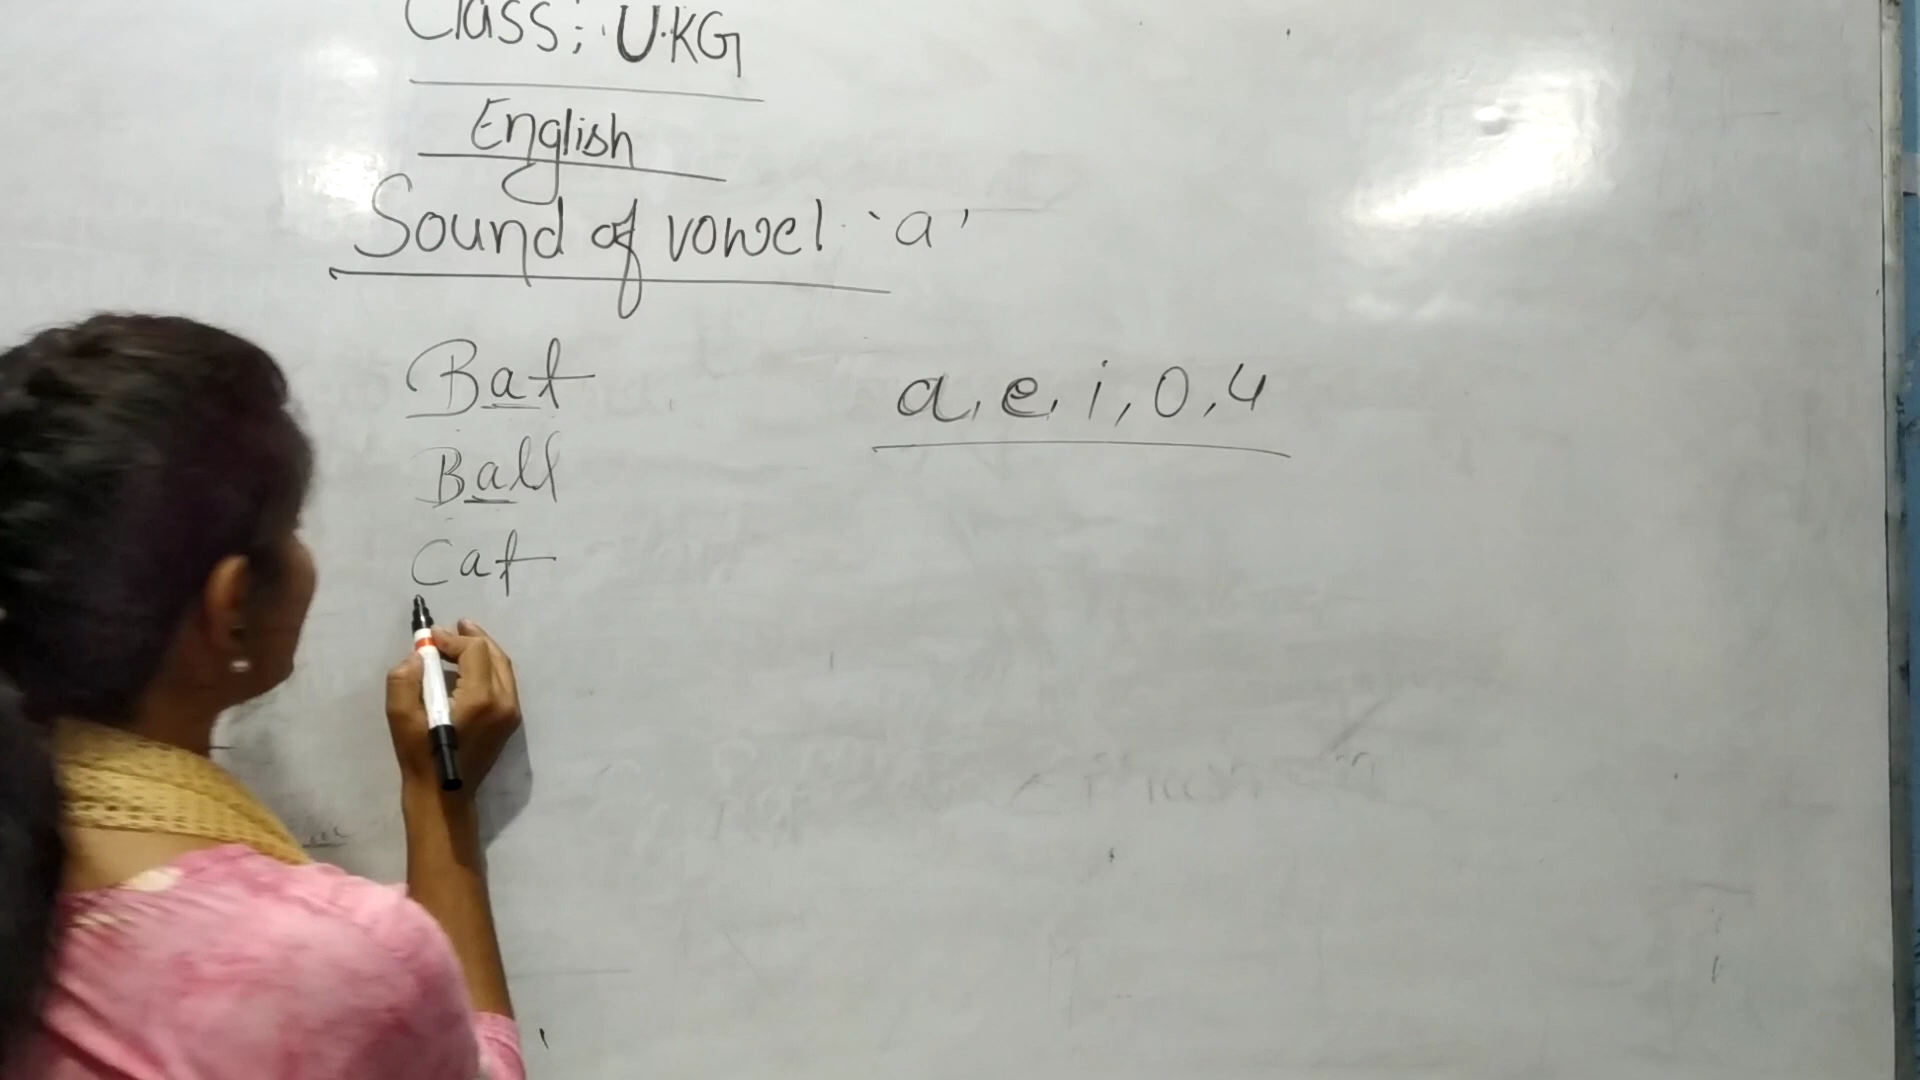 Class: U.KG
English
Sound of vowel 'a'
Bat
Ball
Cat
a, e, i, o, u